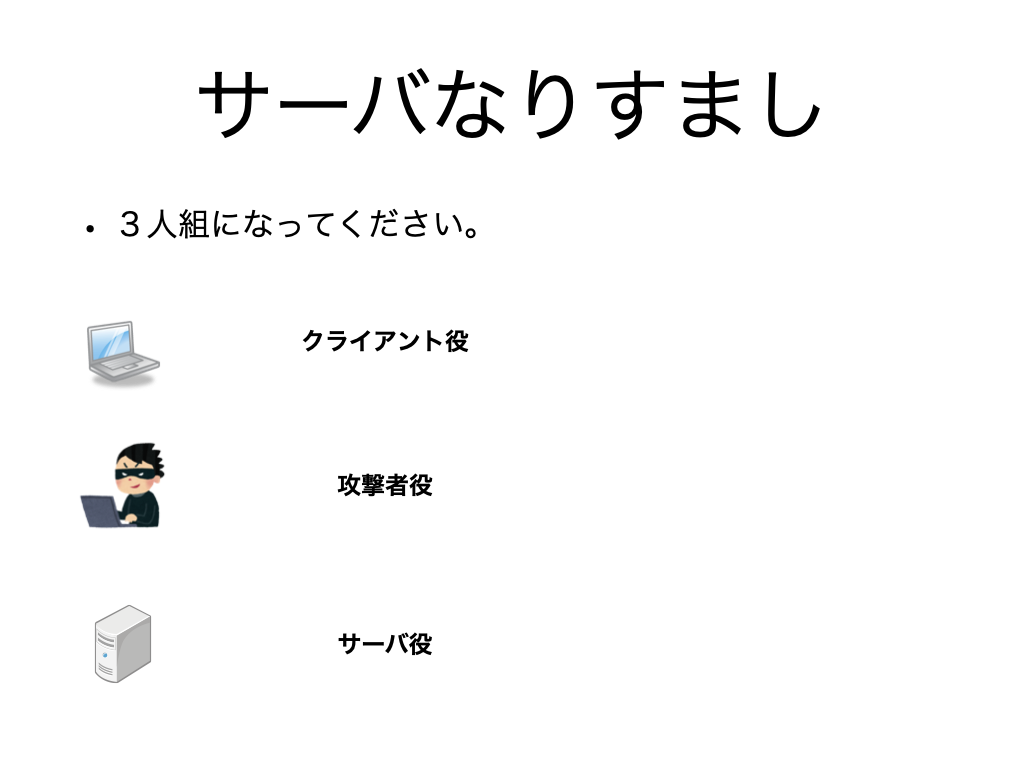 サーバなりすまし
• ３人組になってください。
クライアント役
攻撃者役
サーバ役